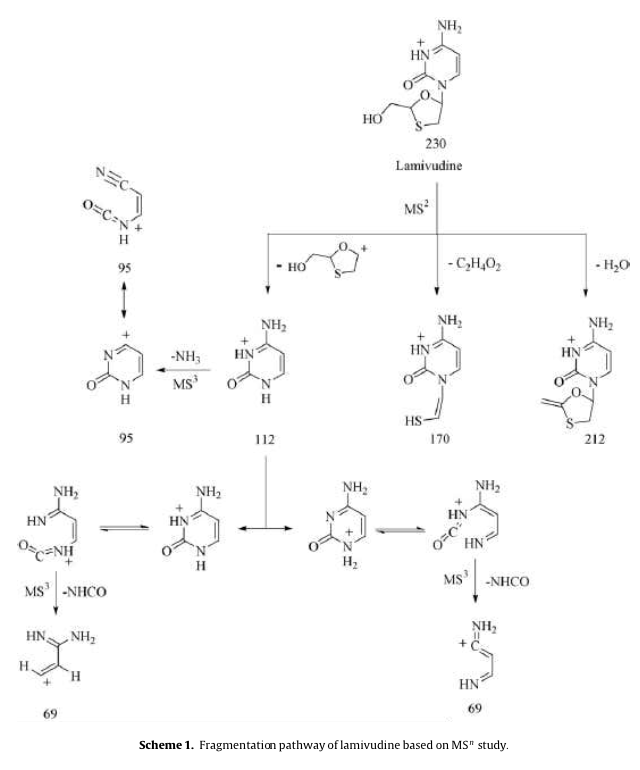 NH₂
+
HN
O
N
O
HO
S
230
Lamivudine
MS²
N
O
C
N
H
+
95
- HO
O
S
+
- C₂H₄O₂
- H₂O
+
N
O
N
H
95
-NH₃
MS³
NH₂
+
HN
O
N
H
112
NH₂
+
HN
O
N
HS
170
NH₂
+
HN
O
N
O
S
212
NH₂
HN
O
C
NH
+
NH₂
+
HN
O
N
H
NH₂
N
+
O
N
H₂
NH₂
+
HN
C
O
HN
MS³ -NHCO
MS³ -NHCO
HN
NH₂
H
H
+
69
NH₂
+
C
HN
69
Scheme 1. Fragmentation pathway of lamivudine based on MSⁿ study.